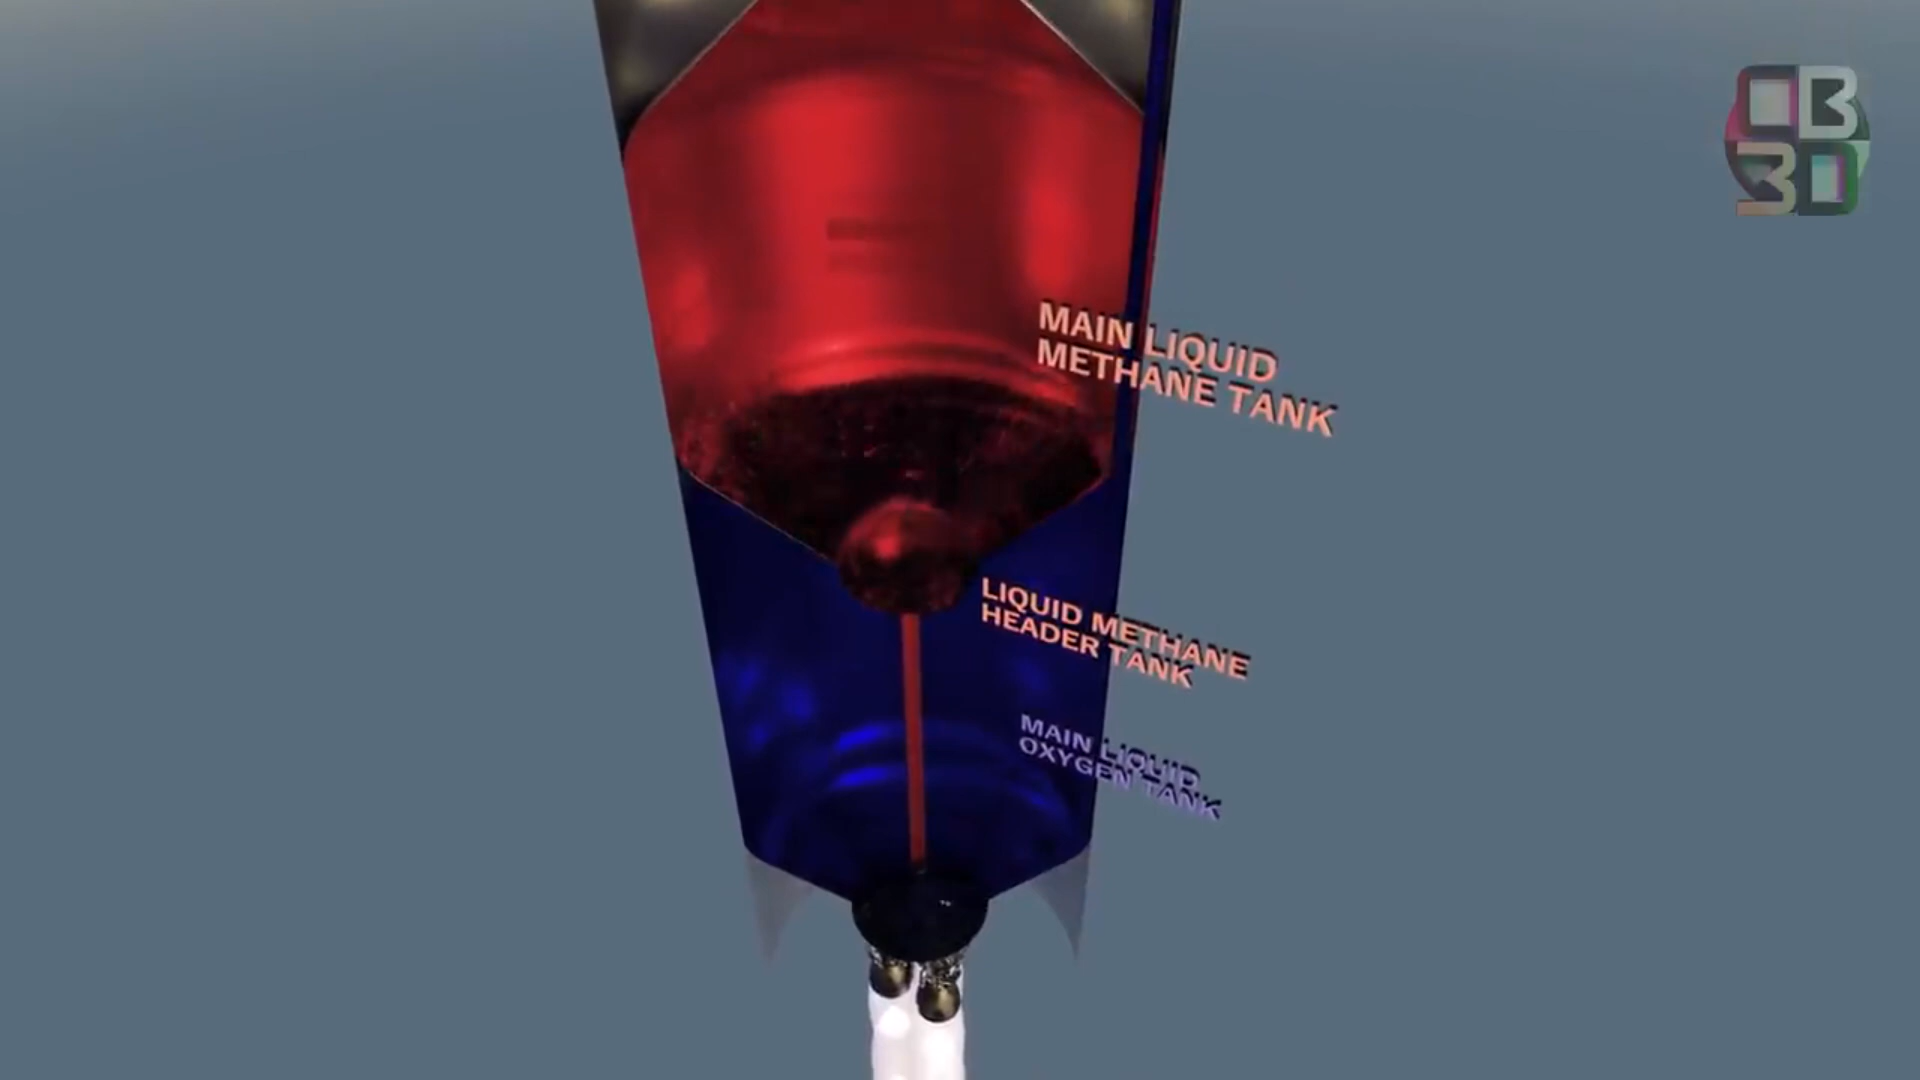 CB
3D
MAIN LIQUID
METHANE TANK
LIQUID METHANE
HEADER TANK
MAIN LIQUID
OXYGEN TANK